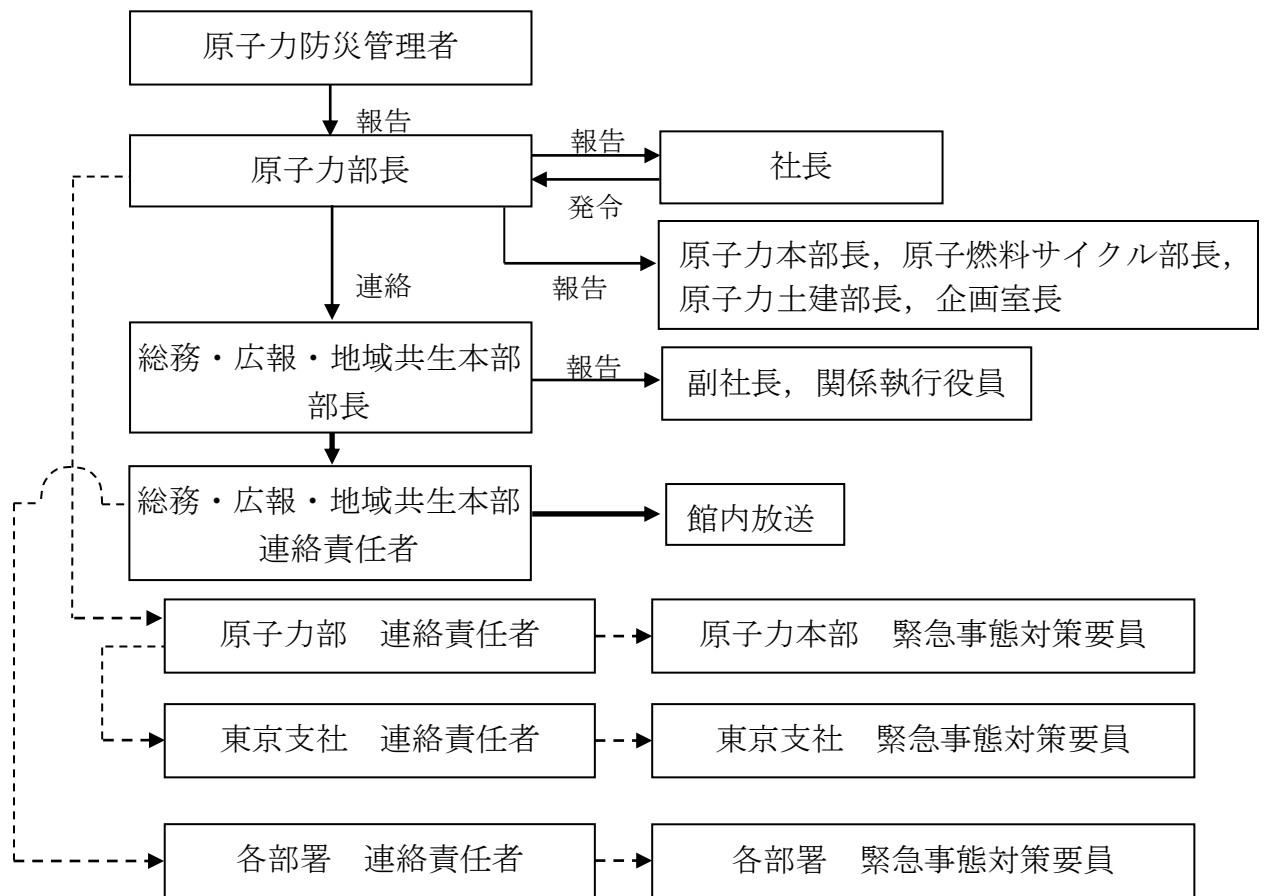 原子力防災管理者
報告
原子力部長
報告
社長
発令
連絡
報告
原子力本部長，原子燃料サイクル部長，
原子力土建部長，企画室長
総務・広報・地域共生本部
部長
報告
副社長，関係執行役員
総務・広報・地域共生本部
連絡責任者
館内放送
原子力部　連絡責任者
原子力本部　緊急事態対策要員
東京支社　連絡責任者
東京支社　緊急事態対策要員
各部署　連絡責任者
各部署　緊急事態対策要員